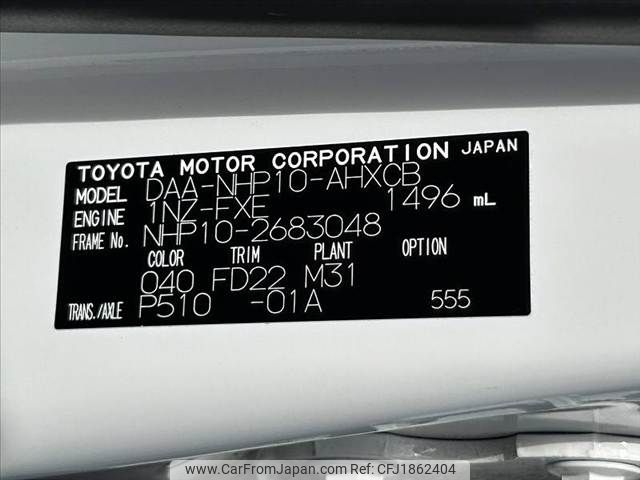 TOYOTA MOTOR CORPORATION JAPAN
MODEL DAA-NHP10-AHXCB
ENGINE 1NZ-FXE 1496 mL
FRAME No. NHP10-2683048
COLOR TRIM PLANT OPTION
040 FD22 M31
TRANS./AXLE P510 -01A 555
www.CarFromJapan.com Ref: CFJ1862404